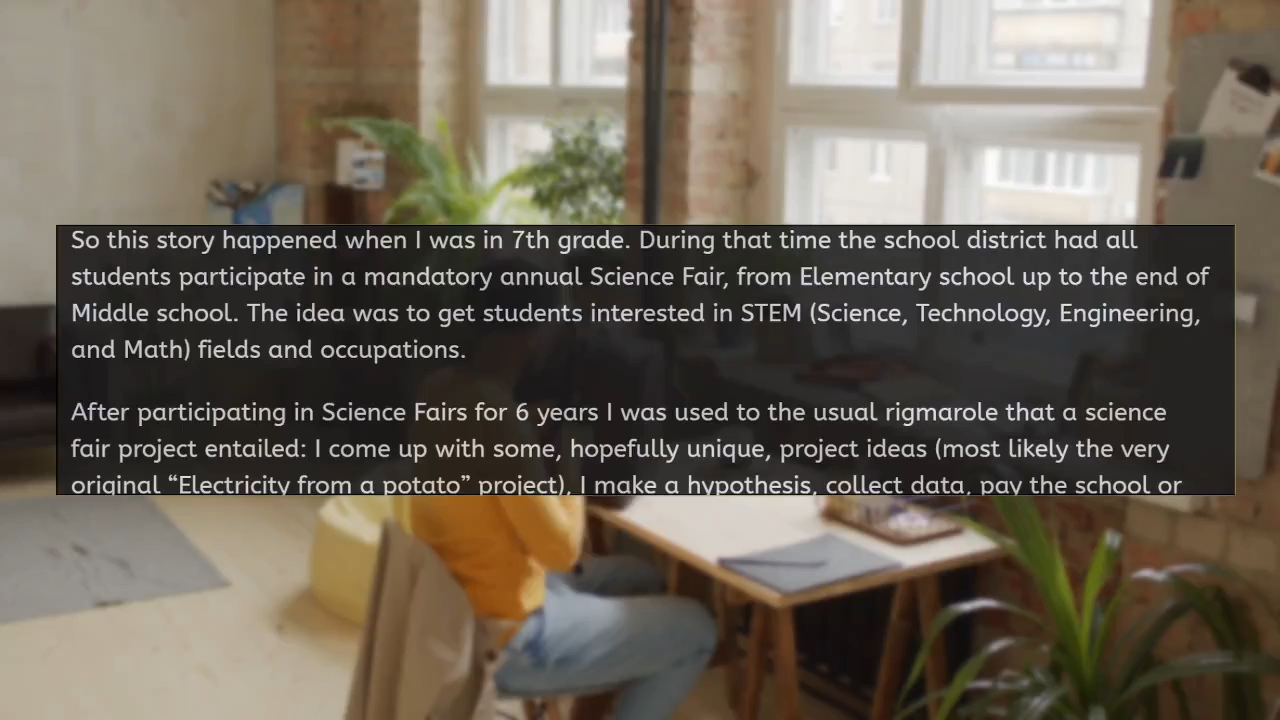 So this story happened when I was in 7th grade. During that time the school district had all
students participate in a mandatory annual Science Fair, from Elementary school up to the end of
Middle school. The idea was to get students interested in STEM (Science, Technology, Engineering,
and Math) fields and occupations.
After participating in Science Fairs for 6 years I was used to the usual rigmarole that a science
fair project entailed: I come up with some, hopefully unique, project ideas (most likely the very
original “Electricity from a potato” project), I make a hypothesis, collect data, pay the school or